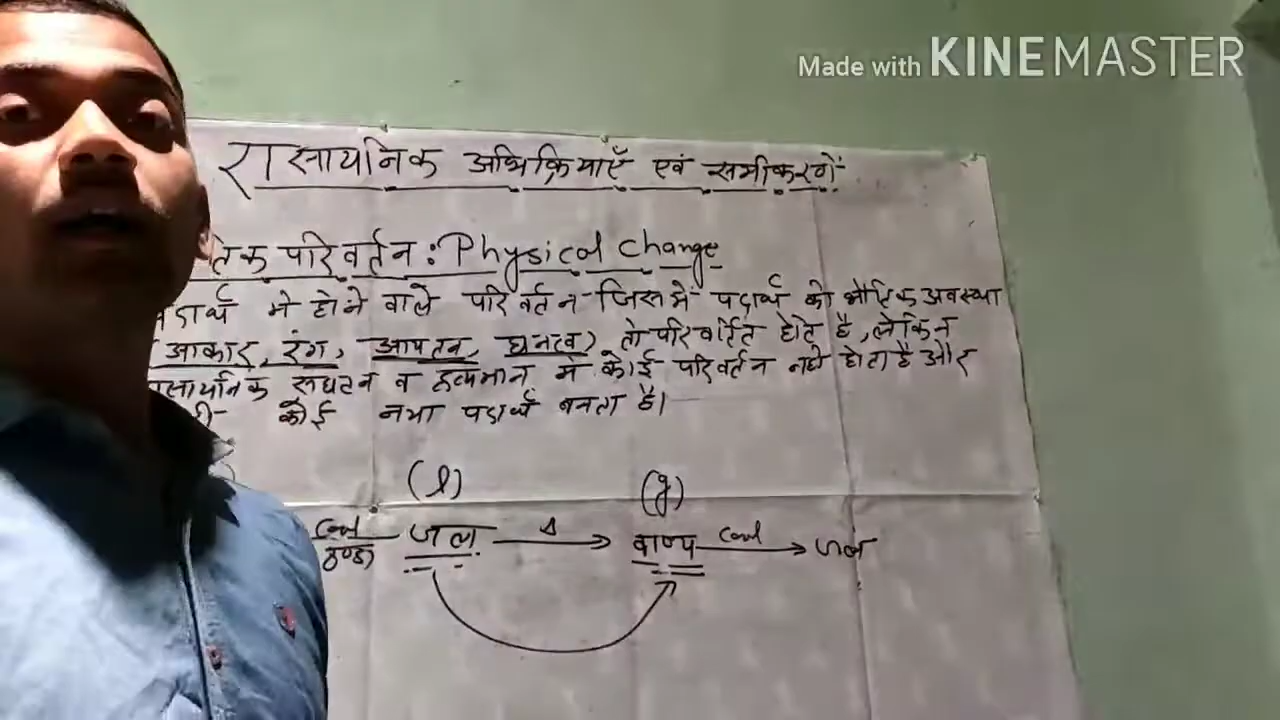 Made with KINEMASTER
रासायनिक अभिक्रियाएँ एवं समीकरणें
तिक परिवर्तन : Physical Change
पदार्थ मे होने वाले परिवर्तन जिसमें पदार्थ की भौतिक अवस्था
आकार, रंग, आयतन, घनत्व) तो परिवर्तित होते है, लेकिन
रासायनिक संघटन व द्रव्यमान में कोई परिवर्तन नही होता है और
कोई नया पदार्थ बनता है।
(l) (g)
Cool जल Δ वाष्प Cool जल
ठण्डा